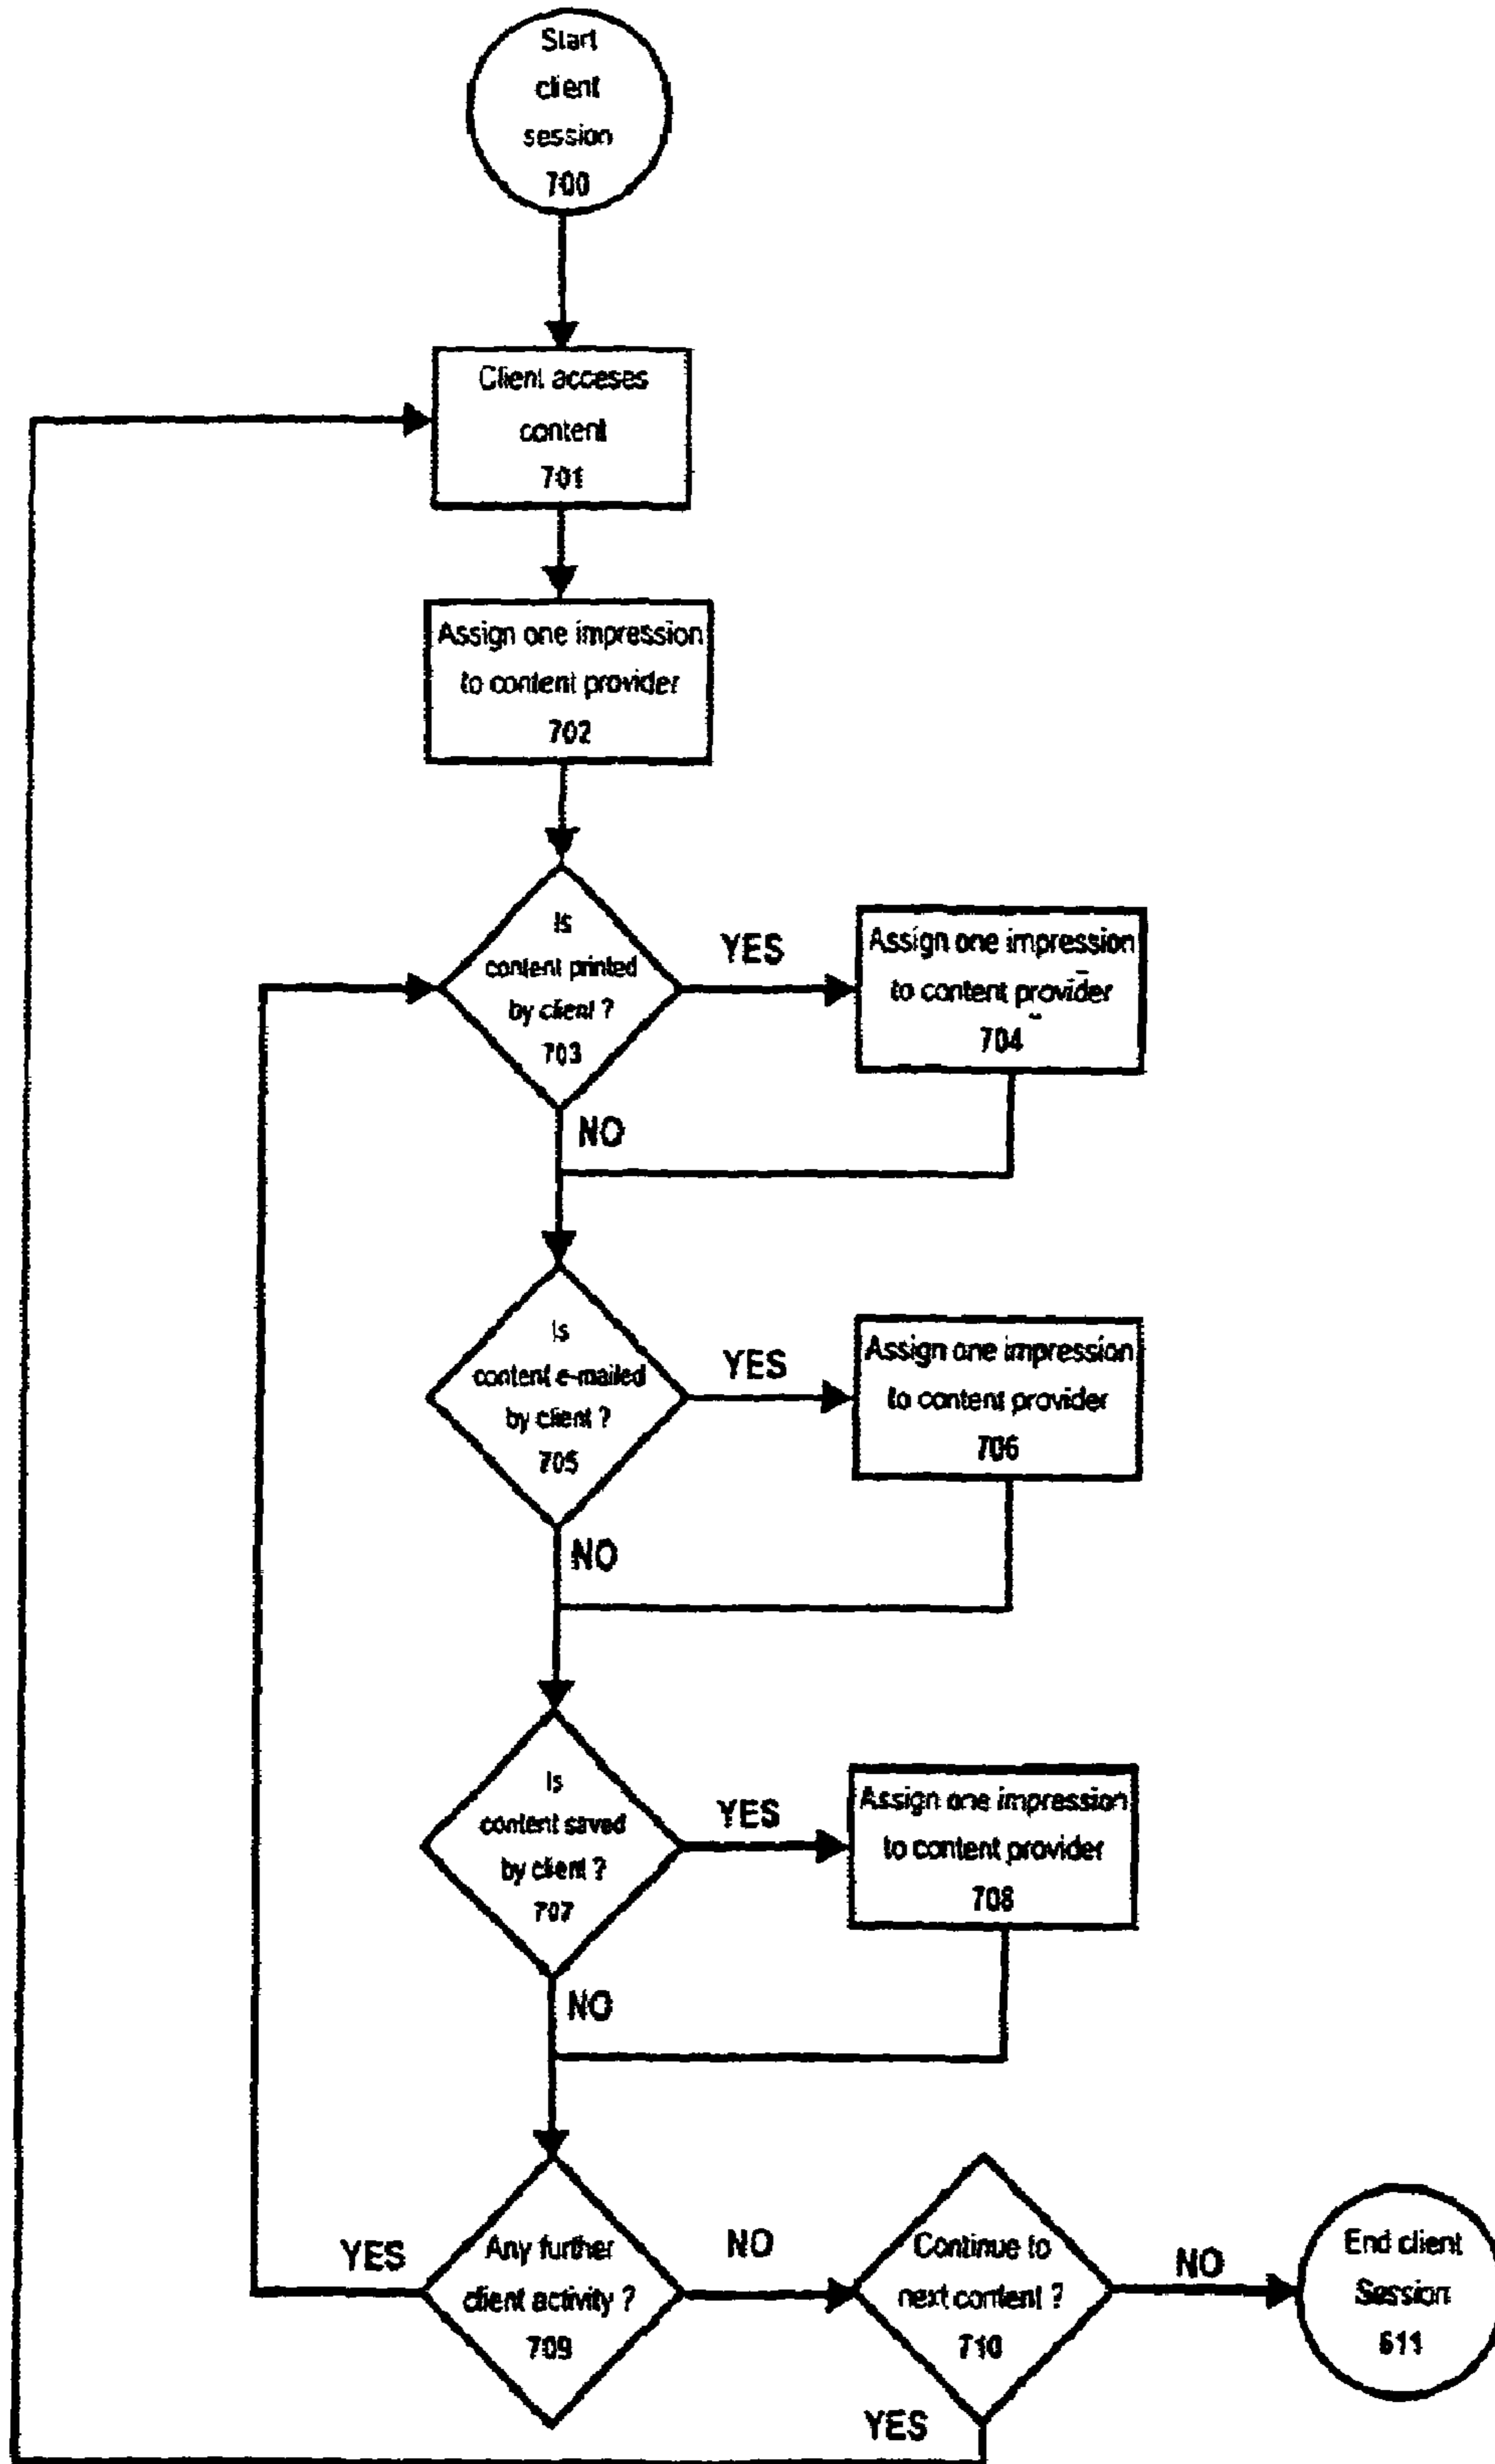 Start
client
session
700
Client acceses
content
701
Assign one impression
to content provider
702
Is
content printed
by client ?
703
YES
Assign one impression
to content provider
704
NO
Is
content e-mailed
by client ?
705
YES
Assign one impression
to content provider
706
NO
Is
content saved
by client ?
707
YES
Assign one impression
to content provider
708
NO
Any further
client activity ?
709
YES
NO
Continue to
next content ?
710
YES
NO
End client
Session
611